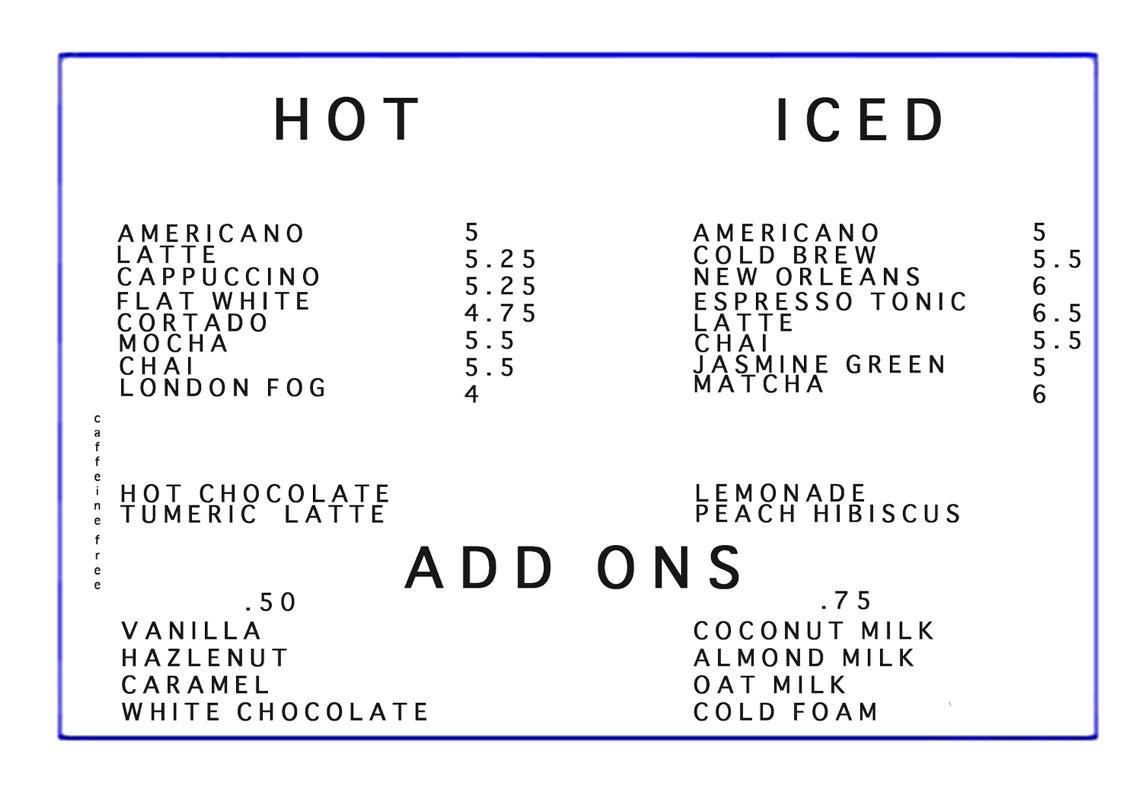 HOT
AMERICANO 5
LATTE 5.25
CAPPUCCINO 5.25
FLAT WHITE 4.75
CORTADO 5.5
MOCHA 5.5
CHAI 4
LONDON FOG
caffeine free
HOT CHOCOLATE
TUMERIC LATTE
ICED
AMERICANO 5
COLD BREW 5.5
NEW ORLEANS 6
ESPRESSO TONIC 6.5
LATTE 5.5
CHAI 5
JASMINE GREEN 6
MATCHA
LEMONADE
PEACH HIBISCUS
ADD ONS
.50
VANILLA
HAZLENUT
CARAMEL
WHITE CHOCOLATE
.75
COCONUT MILK
ALMOND MILK
OAT MILK
COLD FOAM